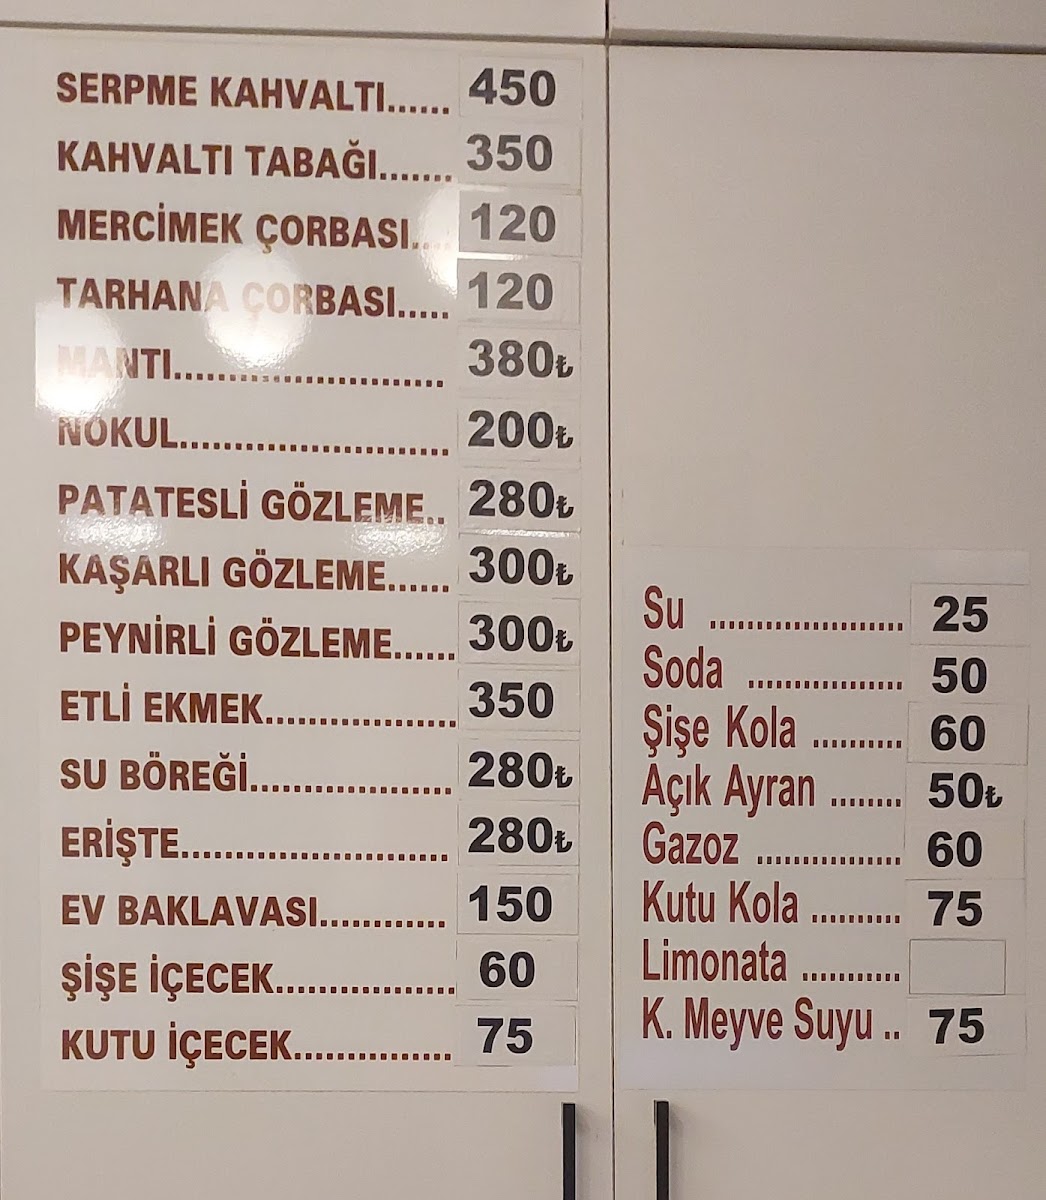 SERPME KAHVALTI...... 450
KAHVALTI TABAĞI....... 350
MERCİMEK ÇORBASI.... 120
TARHANA ÇORBASI..... 120
MANTI........................... 380₺
NOKUL........................ 200₺
PATATESLİ GÖZLEME.. 280₺
KAŞARLI GÖZLEME...... 300₺
PEYNİRLİ GÖZLEME...... 300₺
ETLİ EKMEK................. 350
SU BÖREĞİ.................. 280₺
ERİŞTE........................ 280₺
EV BAKLAVASI............ 150
ŞİŞE İÇECEK................ 60
KUTU İÇECEK.............. 75
Su ...................... 25
Soda ................. 50
Şişe Kola .......... 60
Açık Ayran ........ 50₺
Gazoz ................ 60
Kutu Kola .......... 75
Limonata ...........
K. Meyve Suyu .. 75